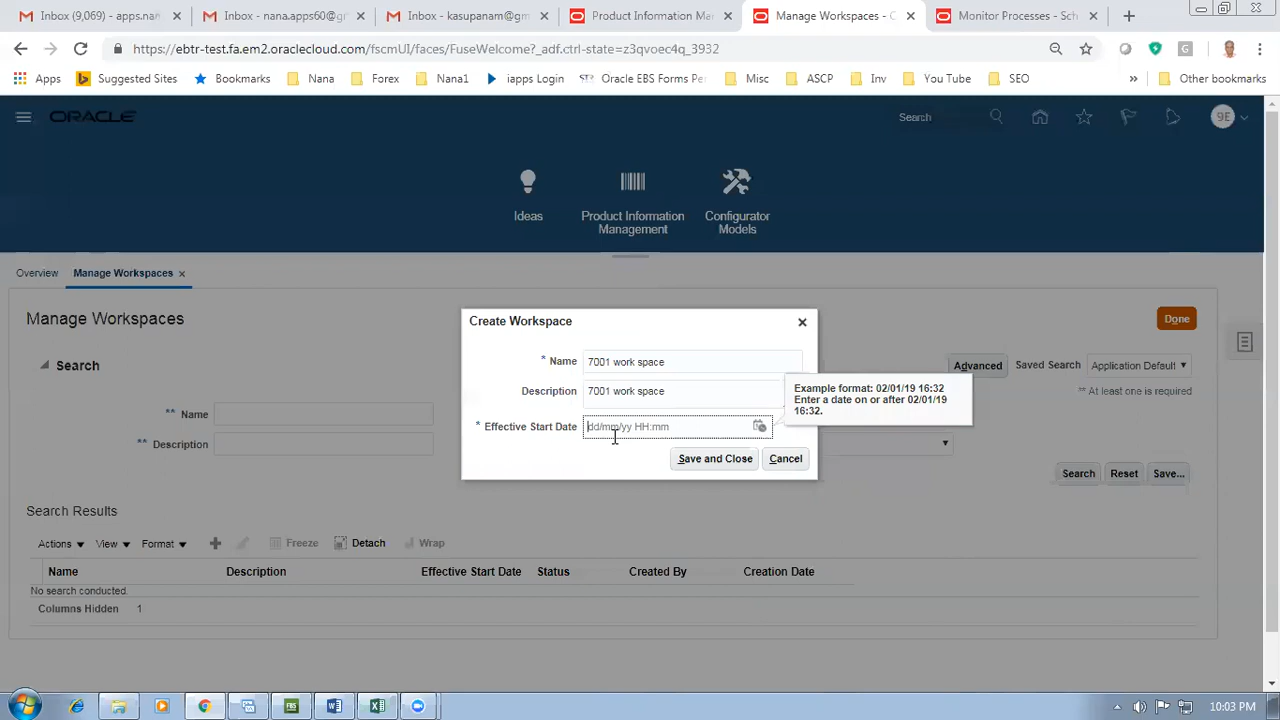 Inbox (9,069) - apps.nam
Inbox - nana.apps60@gr
Inbox - kasupanam@gm
Product Information Ma
Manage Workspaces - C
Monitor Processes - Sch
https://ebtr-test.fa.em2.oraclecloud.com/fscmUI/faces/FuseWelcome?_adf.ctrl-state=z3qvoec4q_3932
Apps
Suggested Sites
Bookmarks
Nana
Forex
Nana1
iapps Login
Oracle EBS Forms Pe
Misc
ASCP
Inv
You Tube
SEO
Other bookmarks
ORACLE
Search
9E
Ideas
Product Information
Management
Configurator
Models
Overview
Manage Workspaces
Manage Workspaces
Done
Search
Advanced
Saved Search
Application Default
** At least one is required
** Name
** Description
Create Workspace
* Name
7001 work space
Description
7001 work space
* Effective Start Date
dd/mm/yy HH:mm
Example format: 02/01/19 16:32
Enter a date on or after 02/01/19
16:32.
Save and Close
Cancel
Search
Reset
Save...
Search Results
Actions
View
Format
Freeze
Detach
Wrap
Name
Description
Effective Start Date
Status
Created By
Creation Date
No search conducted.
Columns Hidden 1
10:03 PM